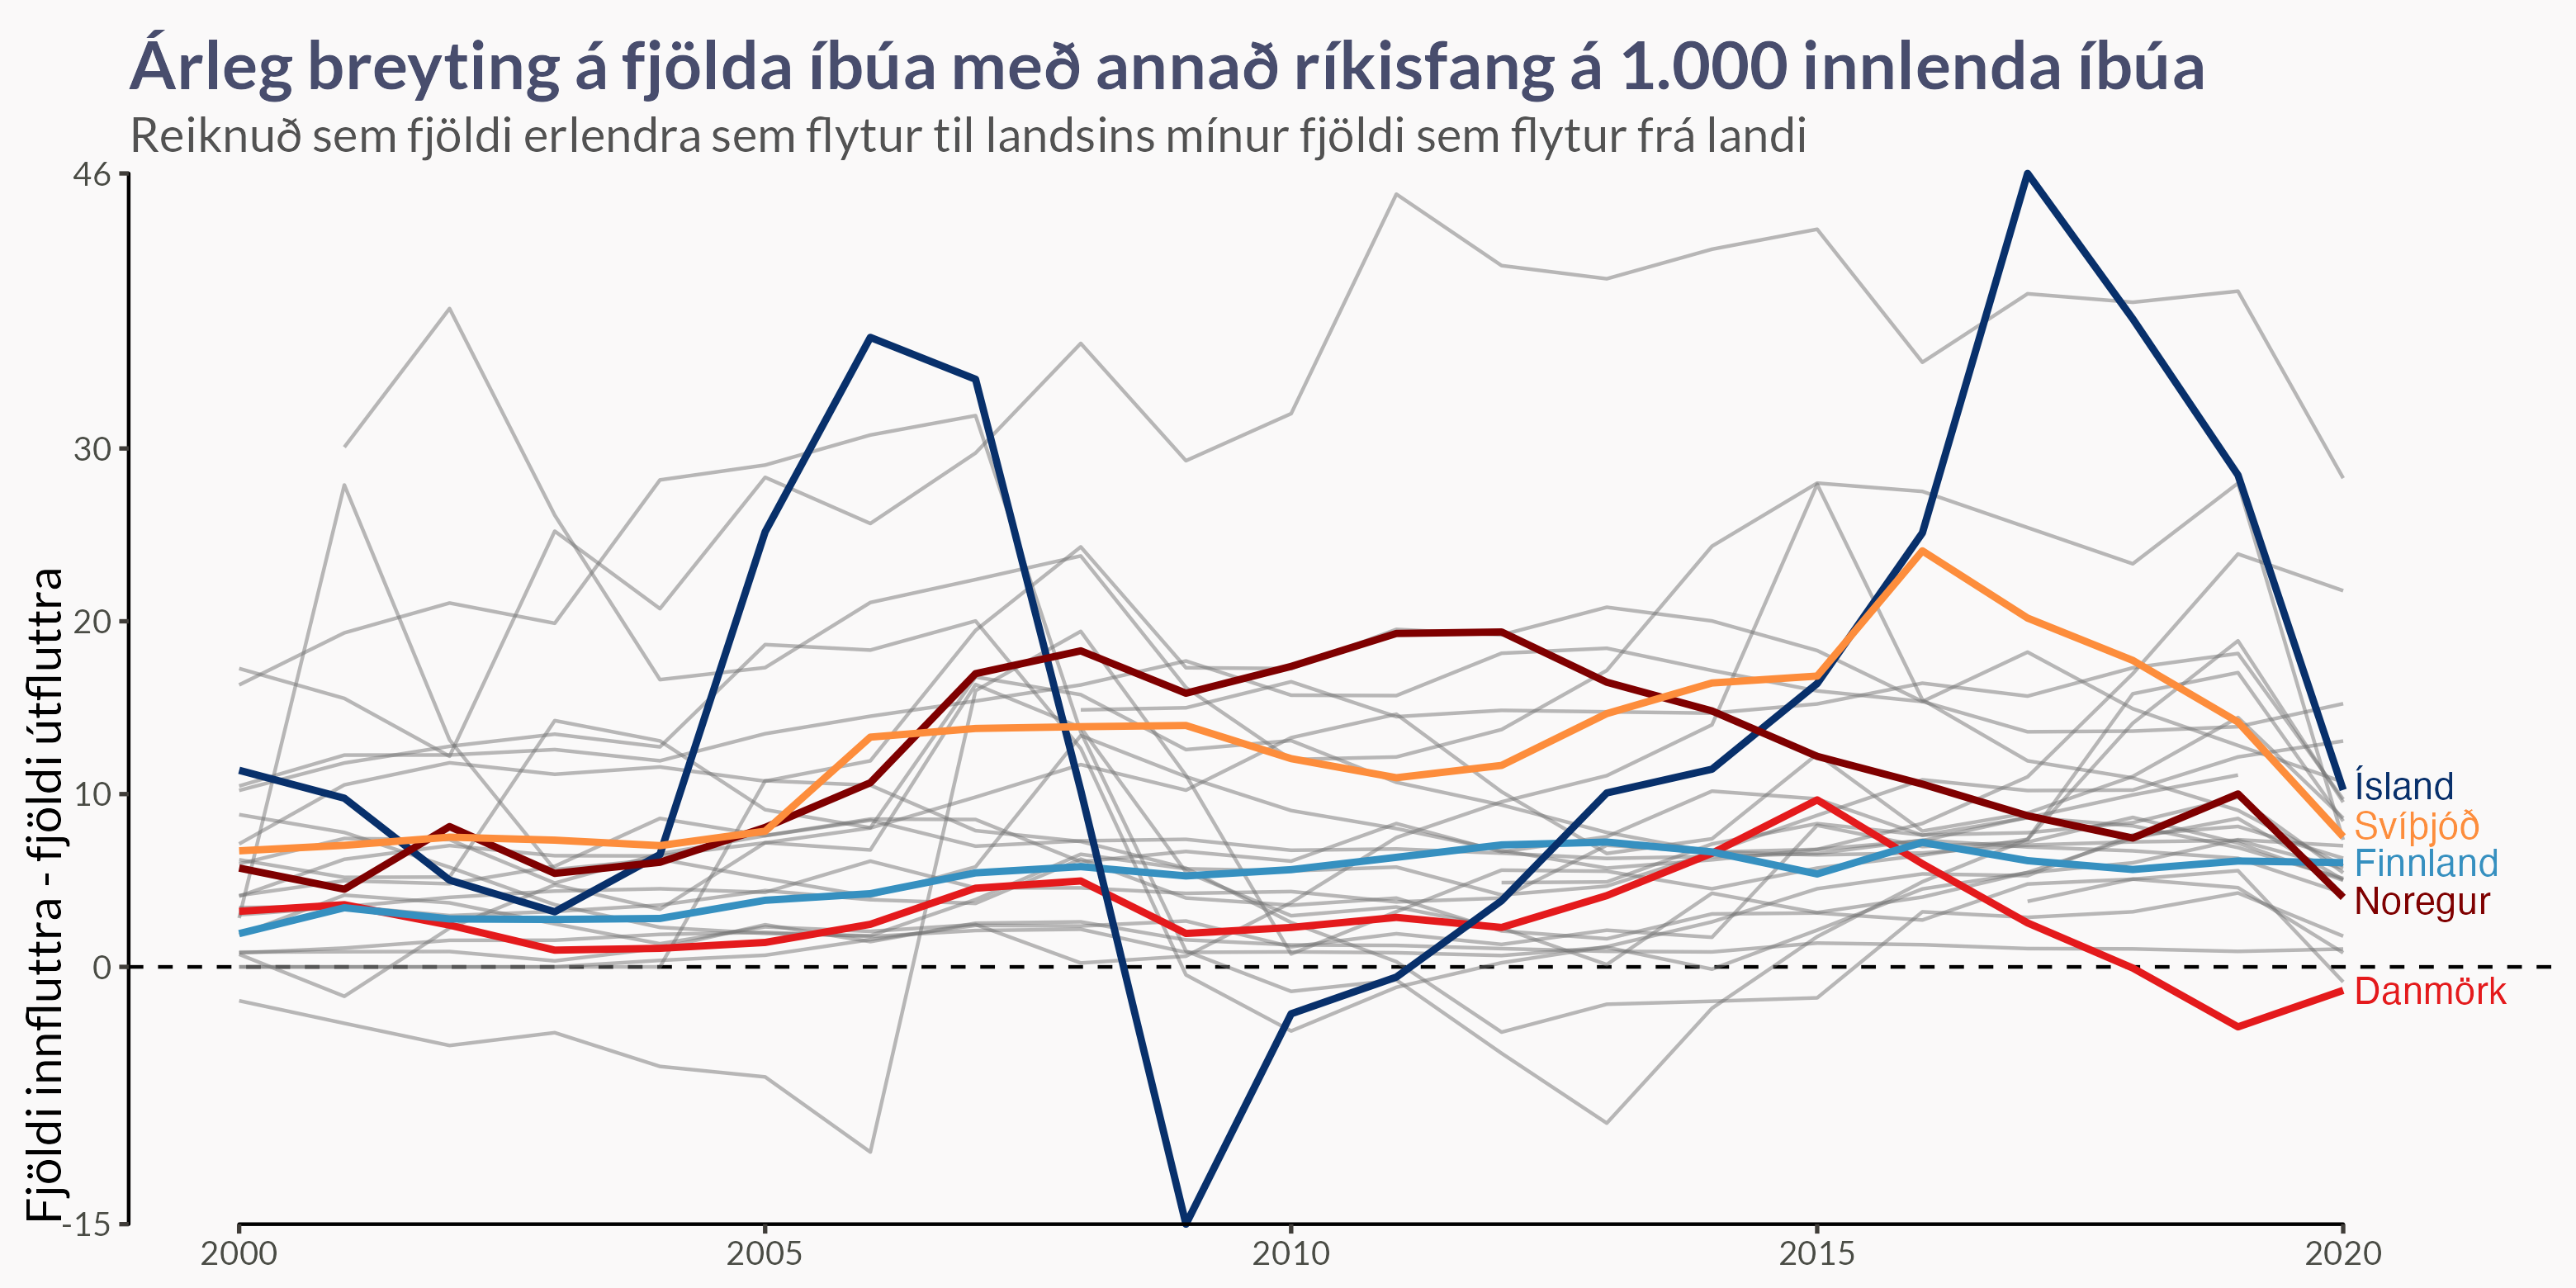 Árleg breyting á fjölda íbúa með annað ríkisfang á 1.000 innlenda íbúa
Reiknuð sem fjöldi erlendra sem flytur til landsins mínur fjöldi sem flytur frá landi
Fjöldi innfluttra - fjöldi útfluttra
46
30
20
10
0
-15
2000
2005
2010
2015
2020
Ísland
Svíþjóð
Finnland
Noregur
Danmörk